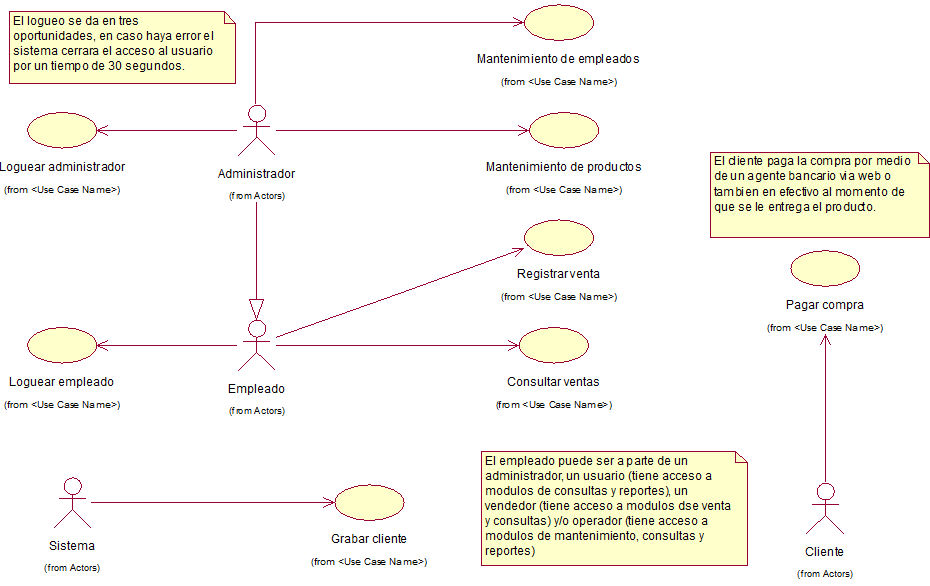 El logueo se da en tres
oportunidades, en caso haya error el
sistema cerrara el acceso al usuario
por un tiempo de 30 segundos.
Mantenimiento de empleados
(from <Use Case Name>)
Loguear administrador
(from <Use Case Name>)
Administrador
(from Actors)
Mantenimiento de productos
(from <Use Case Name>)
El cliente paga la compra por medio
de un agente bancario via web o
tambien en efectivo al momento de
que se le entrega el producto.
Registrar venta
(from <Use Case Name>)
Pagar compra
(from <Use Case Name>)
Loguear empleado
(from <Use Case Name>)
Empleado
(from Actors)
Consultar ventas
(from <Use Case Name>)
El empleado puede ser a parte de un
administrador, un usuario (tiene acceso a
modulos de consultas y reportes), un
vendedor (tiene acceso a modulos dse venta
y consultas) y/o operador (tiene acceso a
modulos de mantenimiento, consultas y
reportes)
Sistema
(from Actors)
Grabar cliente
(from <Use Case Name>)
Cliente
(from Actors)